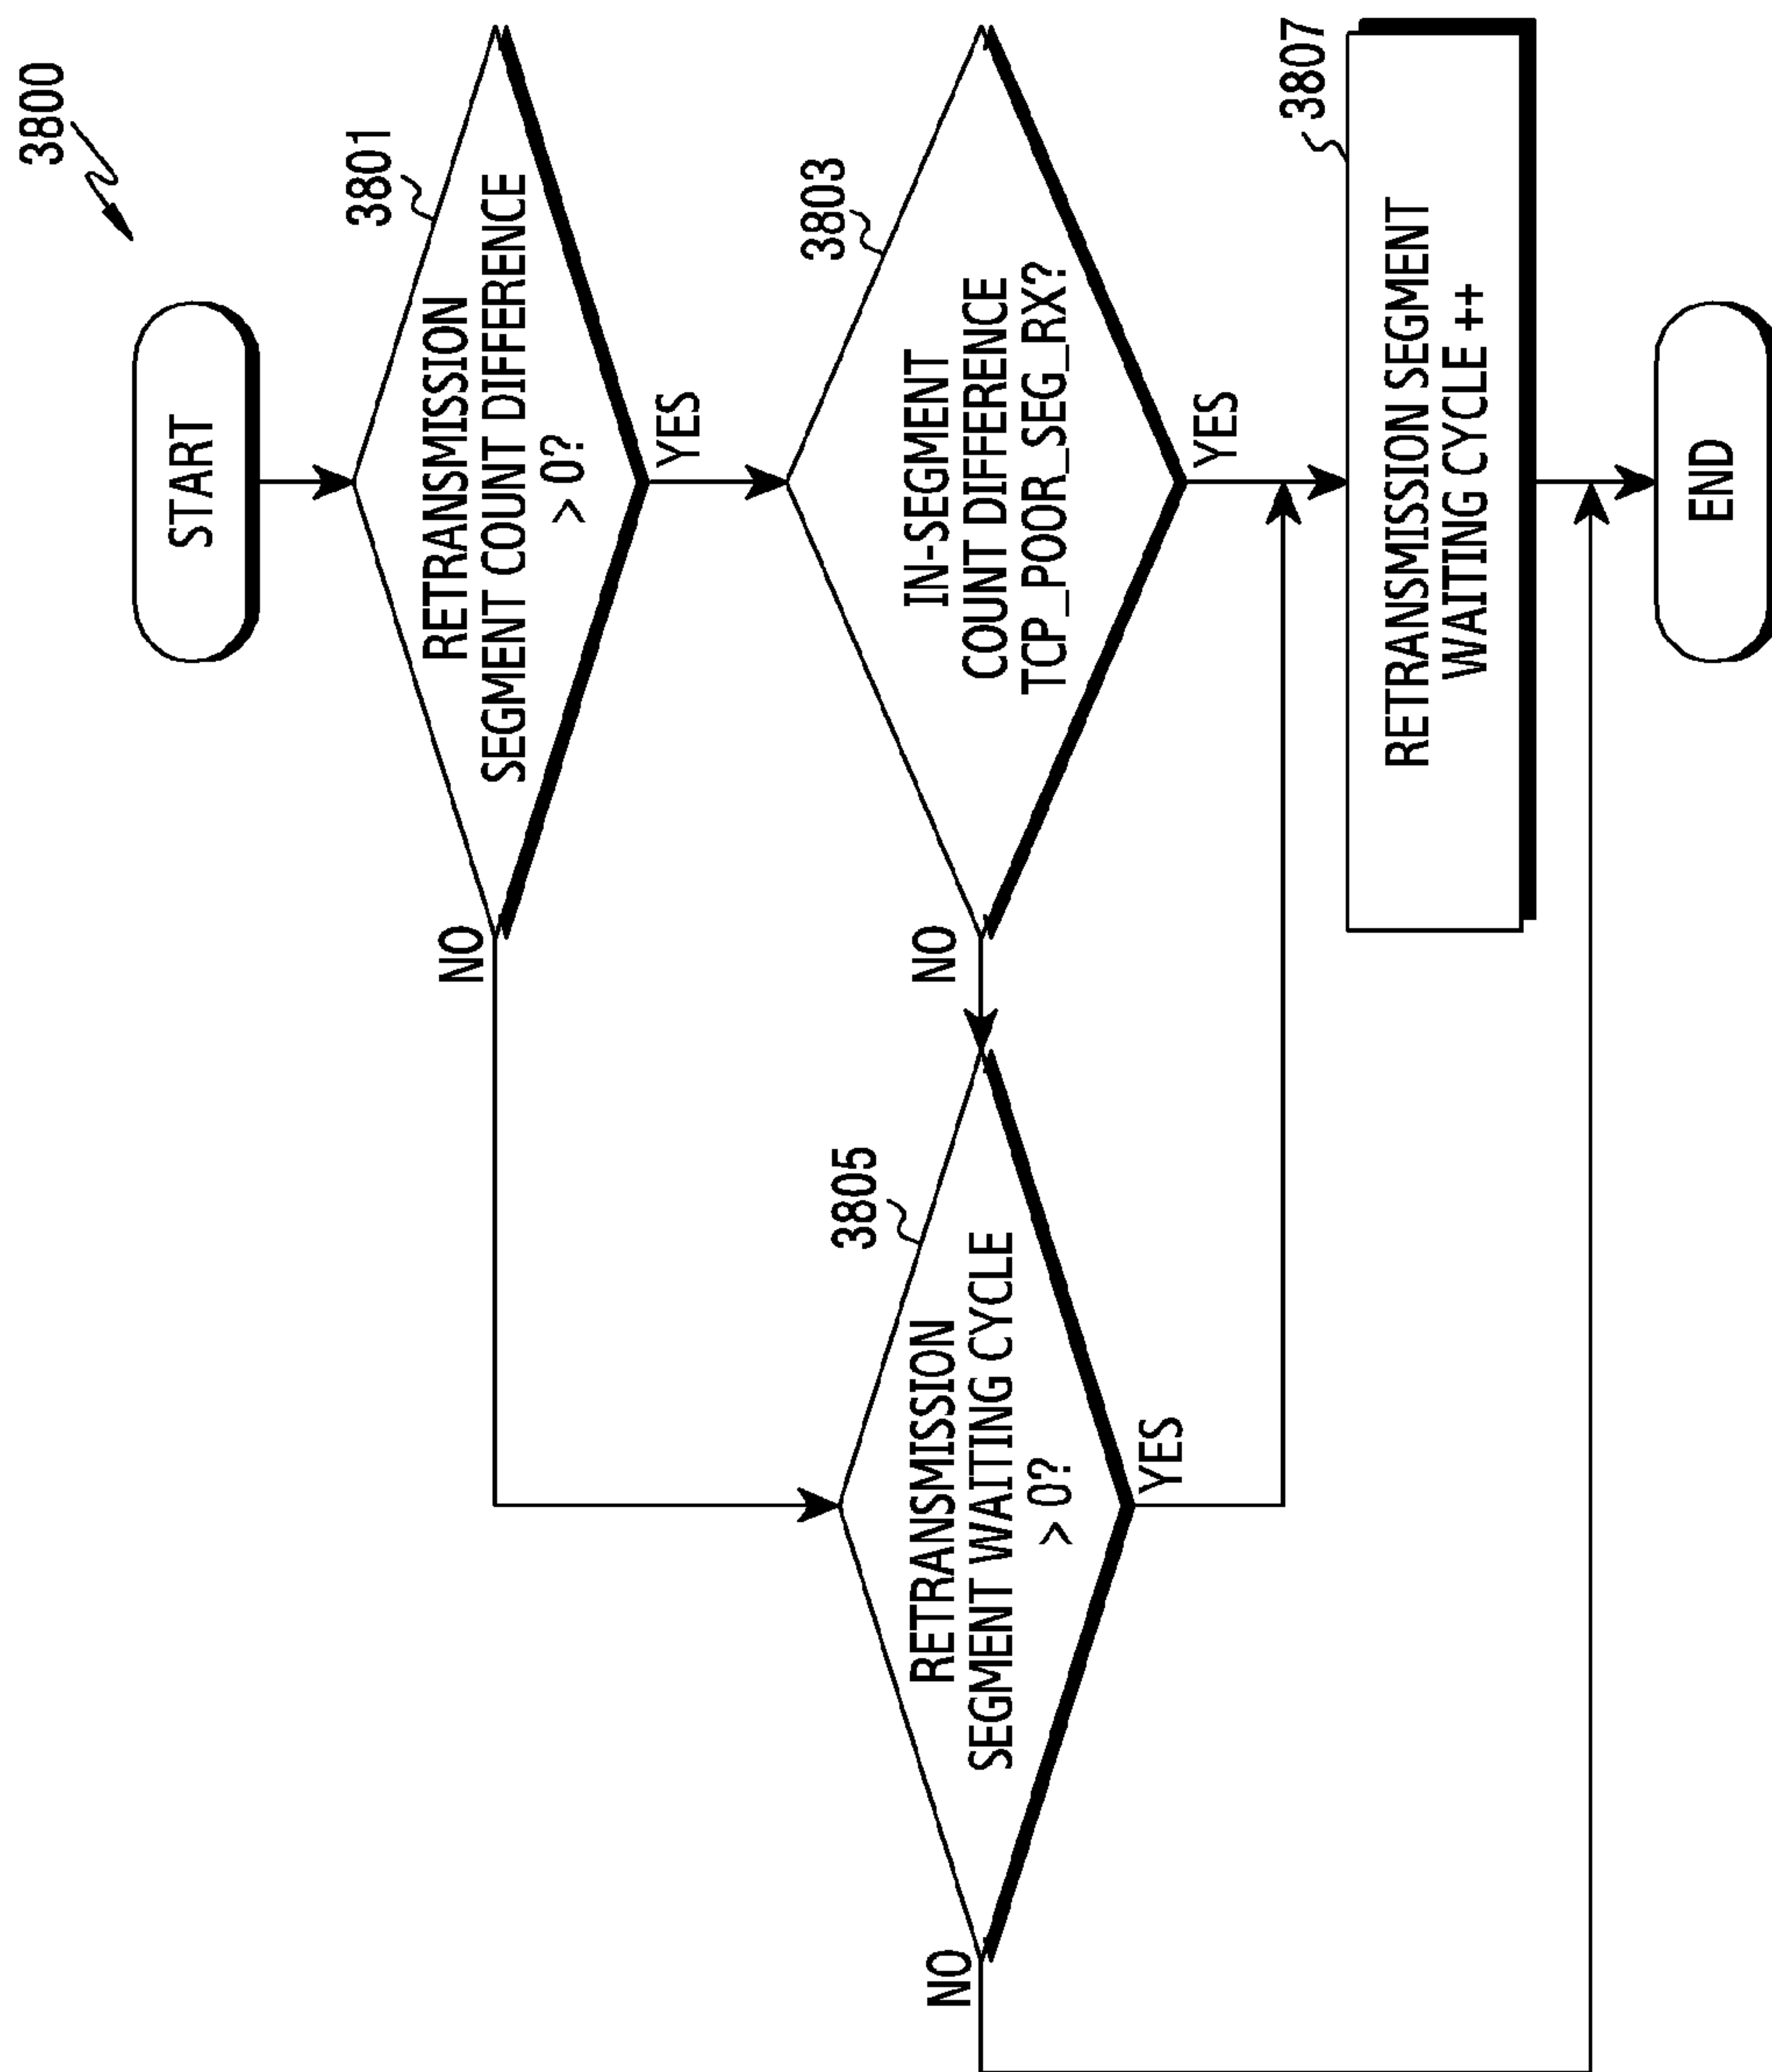 3800
START
3801
RETRANSMISSION
SEGMENT COUNT DIFFERENCE
> 0?
NO
YES
3803
IN-SEGMENT
COUNT DIFFERENCE
TCP_POOR_SEG_RX?
NO
YES
3805
RETRANSMISSION
SEGMENT WAITING CYCLE
>0?
NO
YES
3807
RETRANSMISSION SEGMENT
WAITING CYCLE ++
END